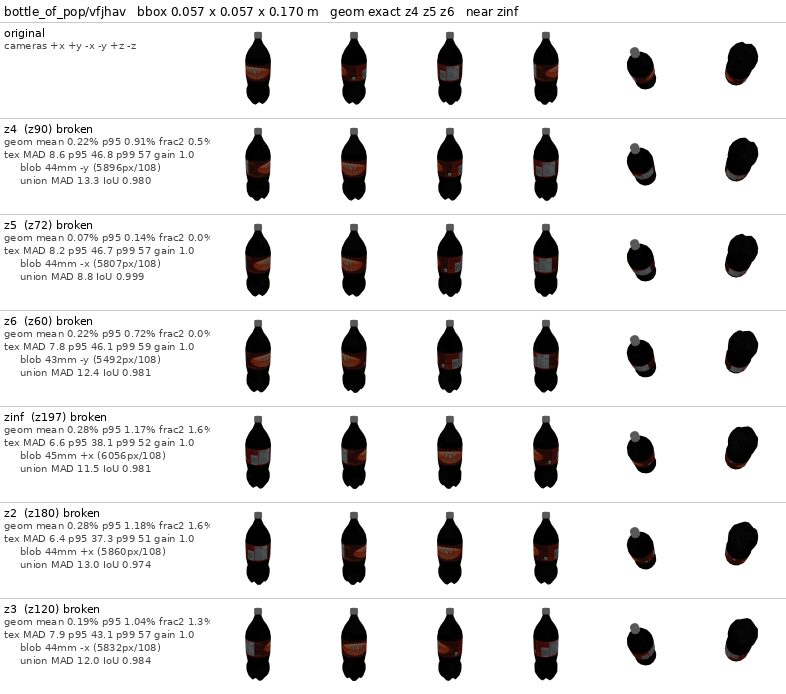 bottle_of_pop/vfjhav bbox 0.057 x 0.057 x 0.170 m geom exact z4 z5 z6 near zinf
original
cameras +x +y -x -y +z -z
z4 (z90) broken
geom mean 0.22% p95 0.91% frac2 0.5%
tex MAD 8.6 p95 46.8 p99 57 gain 1.0
blob 44mm -y (5896px/108)
union MAD 13.3 IoU 0.980
z5 (z72) broken
geom mean 0.07% p95 0.14% frac2 0.0%
tex MAD 8.2 p95 46.7 p99 57 gain 1.0
blob 44mm -x (5807px/108)
union MAD 8.8 IoU 0.999
z6 (z60) broken
geom mean 0.22% p95 0.72% frac2 0.0%
tex MAD 7.8 p95 46.1 p99 59 gain 1.0
blob 43mm -y (5492px/108)
union MAD 12.4 IoU 0.981
zinf (z197) broken
geom mean 0.28% p95 1.17% frac2 1.6%
tex MAD 6.6 p95 38.1 p99 52 gain 1.0
blob 45mm +x (6056px/108)
union MAD 11.5 IoU 0.981
z2 (z180) broken
geom mean 0.28% p95 1.18% frac2 1.6%
tex MAD 6.4 p95 37.3 p99 51 gain 1.0
blob 44mm +x (5860px/108)
union MAD 13.0 IoU 0.974
z3 (z120) broken
geom mean 0.19% p95 1.04% frac2 1.3%
tex MAD 7.9 p95 43.1 p99 57 gain 1.0
blob 44mm -x (5832px/108)
union MAD 12.0 IoU 0.984